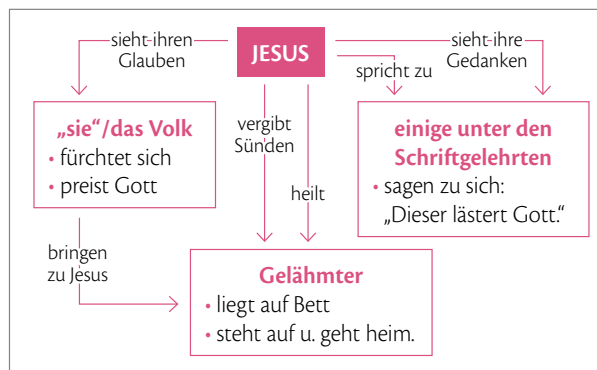 sieht ihren
Glauben
JESUS
sieht ihre
Gedanken
spricht zu
„sie“/das Volk
• fürchtet sich
• preist Gott
vergibt
Sünden
heilt
einige unter den
Schriftgelehrten
• sagen zu sich:
„Dieser lästert Gott.“
bringen
zu Jesus
Gelähmter
• liegt auf Bett
• steht auf u. geht heim.